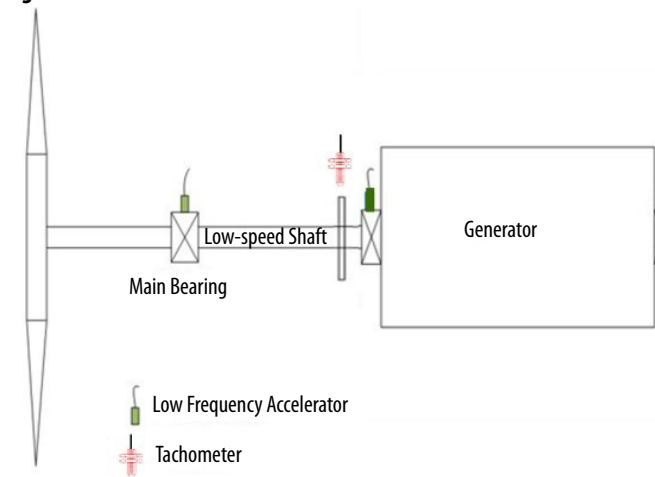 Generator
Low-speed Shaft
Main Bearing
Low Frequency Accelerator
Tachometer